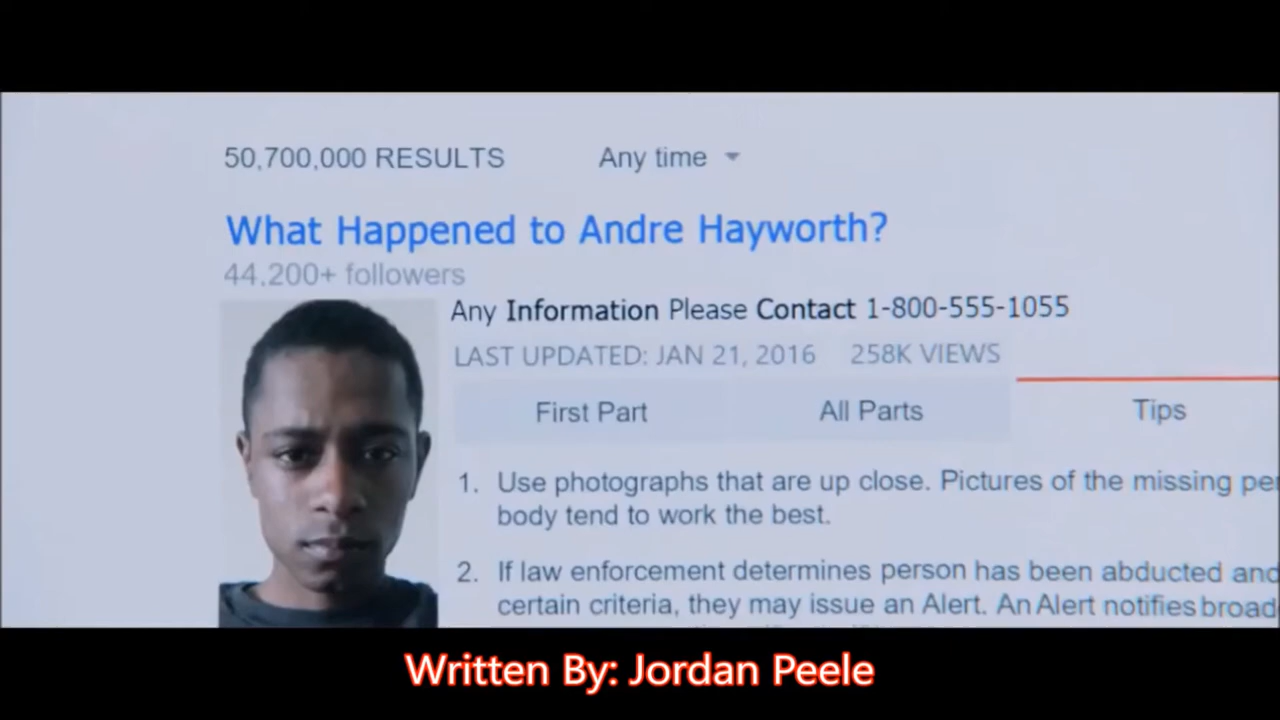 50,700,000 RESULTS Any time
What Happened to Andre Hayworth?
44,200+ followers
Any Information Please Contact 1-800-555-1055
LAST UPDATED: JAN 21, 2016 258K VIEWS
First Part All Parts Tips
1. Use photographs that are up close. Pictures of the missing per
body tend to work the best.
2. If law enforcement determines person has been abducted and
certain criteria, they may issue an Alert. An Alert notifies broad
Written By: Jordan Peele